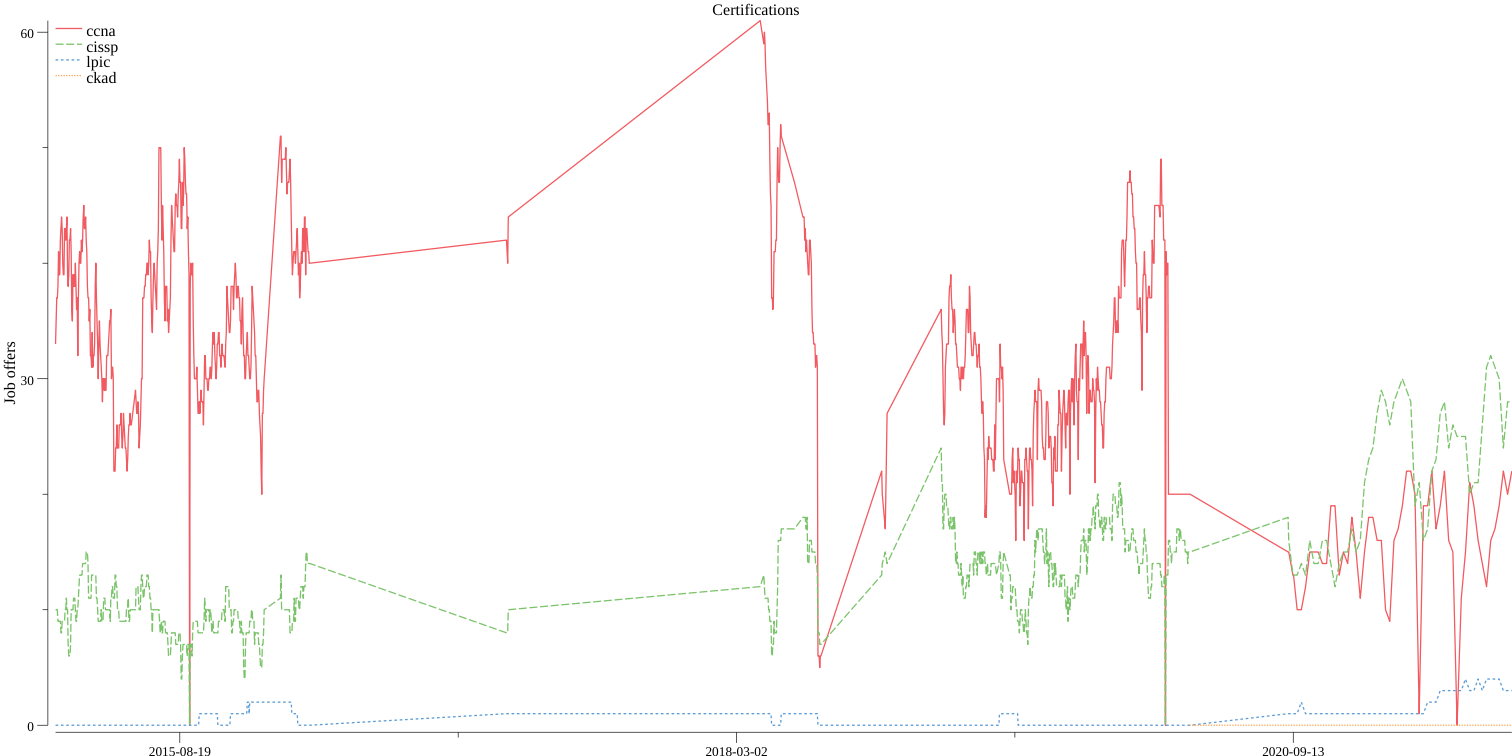 Certifications
60
ccna
cissp
lpic
ckad
Job offers
30
0
2015-08-19
2018-03-02
2020-09-13